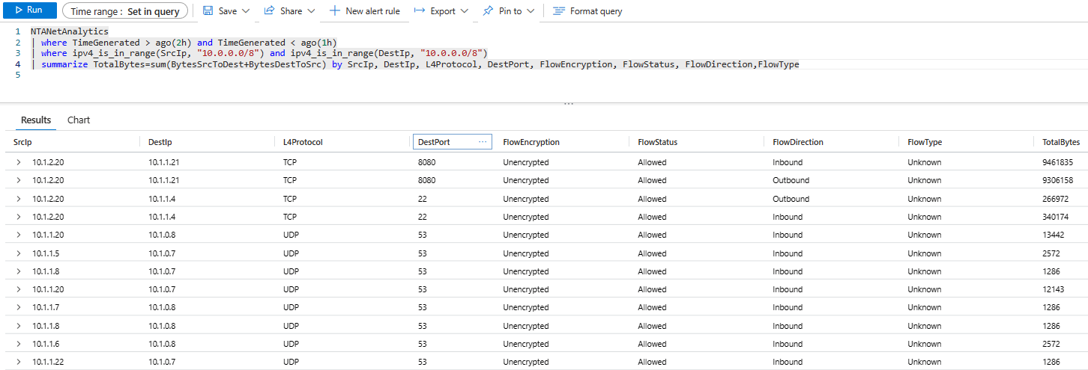 Run Time range : Set in query Save Share New alert rule Export Pin to Format query
1 NTANetAnalytics
2 | where TimeGenerated > ago(2h) and TimeGenerated < ago(1h)
3 | where ipv4_is_in_range(SrcIp, "10.0.0.0/8") and ipv4_is_in_range(DestIp, "10.0.0.0/8")
4 | summarize TotalBytes=sum(BytesSrcToDest+BytesDestToSrc) by SrcIp, DestIp, L4Protocol, DestPort, FlowEncryption, FlowStatus, FlowDirection,FlowType
5
Results Chart
SrcIp DestIp L4Protocol DestPort FlowEncryption FlowStatus FlowDirection FlowType TotalBytes
10.1.2.20 10.1.1.21 TCP 8080 Unencrypted Allowed Inbound Unknown 9461835
10.1.2.20 10.1.1.21 TCP 8080 Unencrypted Allowed Outbound Unknown 9306158
10.1.2.20 10.1.1.4 TCP 22 Unencrypted Allowed Outbound Unknown 266972
10.1.2.20 10.1.1.4 TCP 22 Unencrypted Allowed Inbound Unknown 340174
10.1.1.20 10.1.0.8 UDP 53 Unencrypted Allowed Inbound Unknown 13442
10.1.1.5 10.1.0.7 UDP 53 Unencrypted Allowed Inbound Unknown 2572
10.1.1.8 10.1.0.7 UDP 53 Unencrypted Allowed Inbound Unknown 1286
10.1.1.20 10.1.0.7 UDP 53 Unencrypted Allowed Inbound Unknown 12143
10.1.1.7 10.1.0.8 UDP 53 Unencrypted Allowed Inbound Unknown 1286
10.1.1.8 10.1.0.8 UDP 53 Unencrypted Allowed Inbound Unknown 1286
10.1.1.6 10.1.0.8 UDP 53 Unencrypted Allowed Inbound Unknown 2572
10.1.1.22 10.1.0.7 UDP 53 Unencrypted Allowed Inbound Unknown 1286